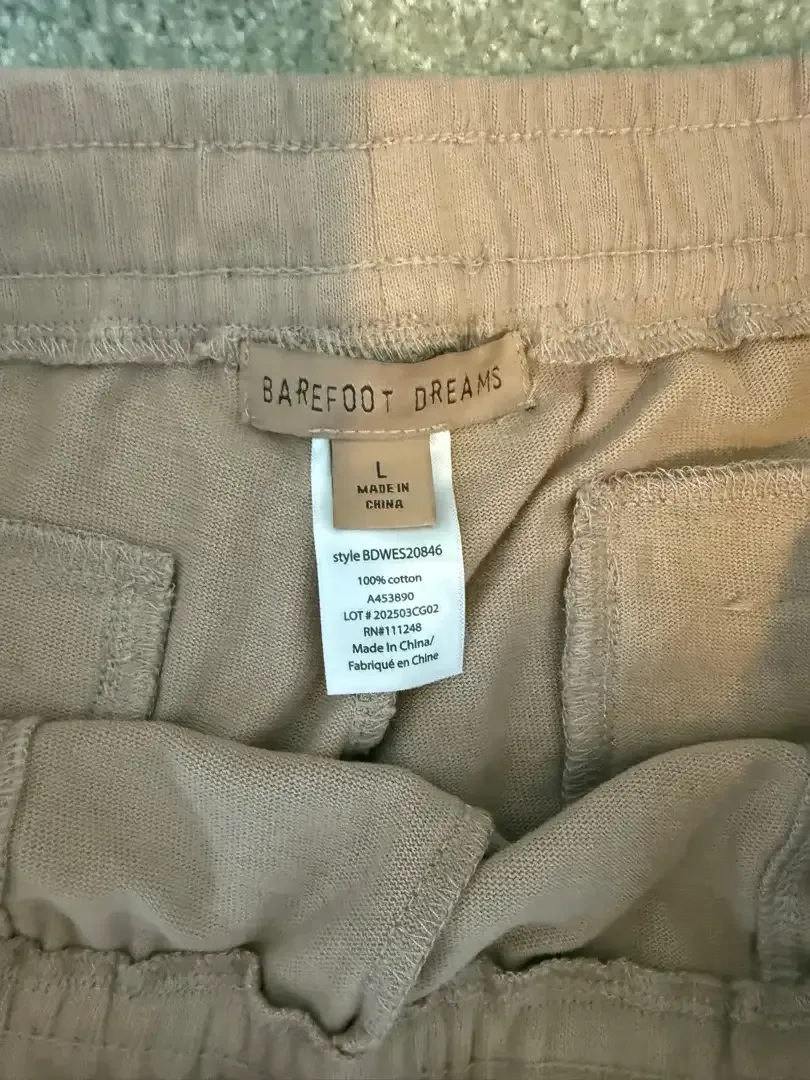 BAREFOOT DREAMS
L
MADE IN
CHINA
style BDWES20846
100% cotton
A453890
LOT # 202503CG02
RN#111248
Made In China/
Fabriqué en Chine